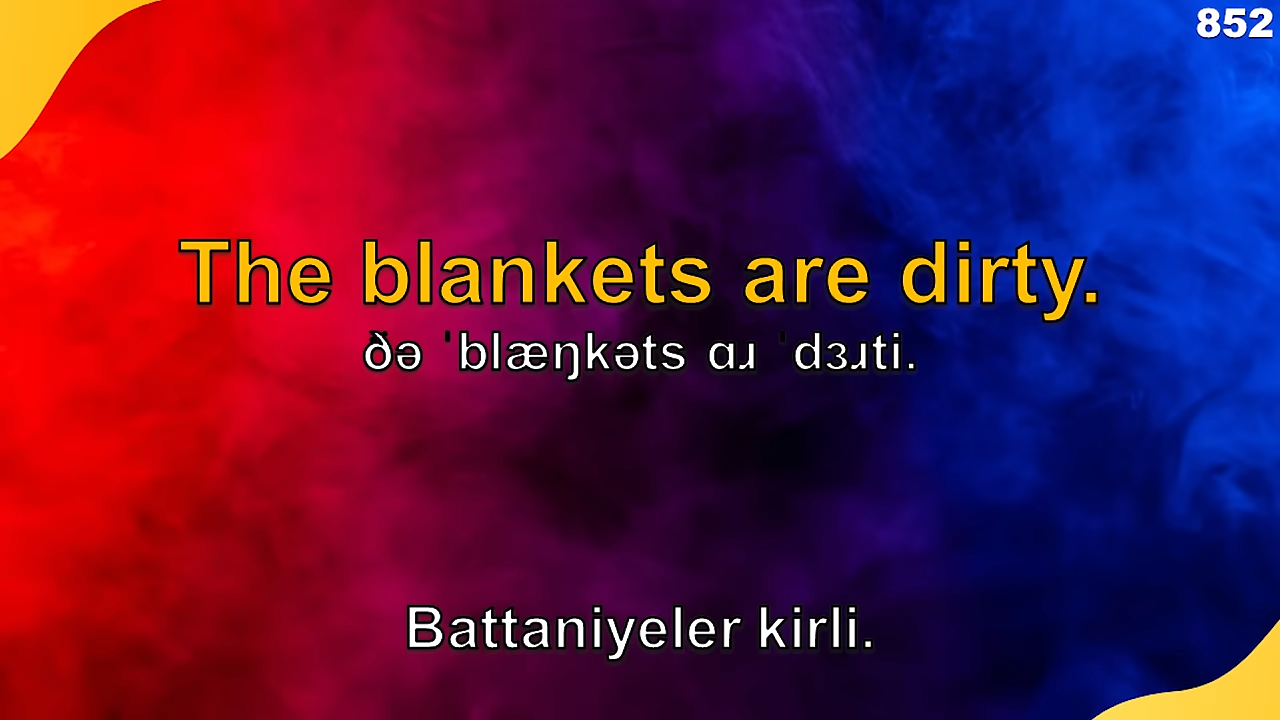 852
The blankets are dirty.
ðə ˈblæŋkəts ɑɹ ˈdɜɹti.
Battaniyeler kirli.